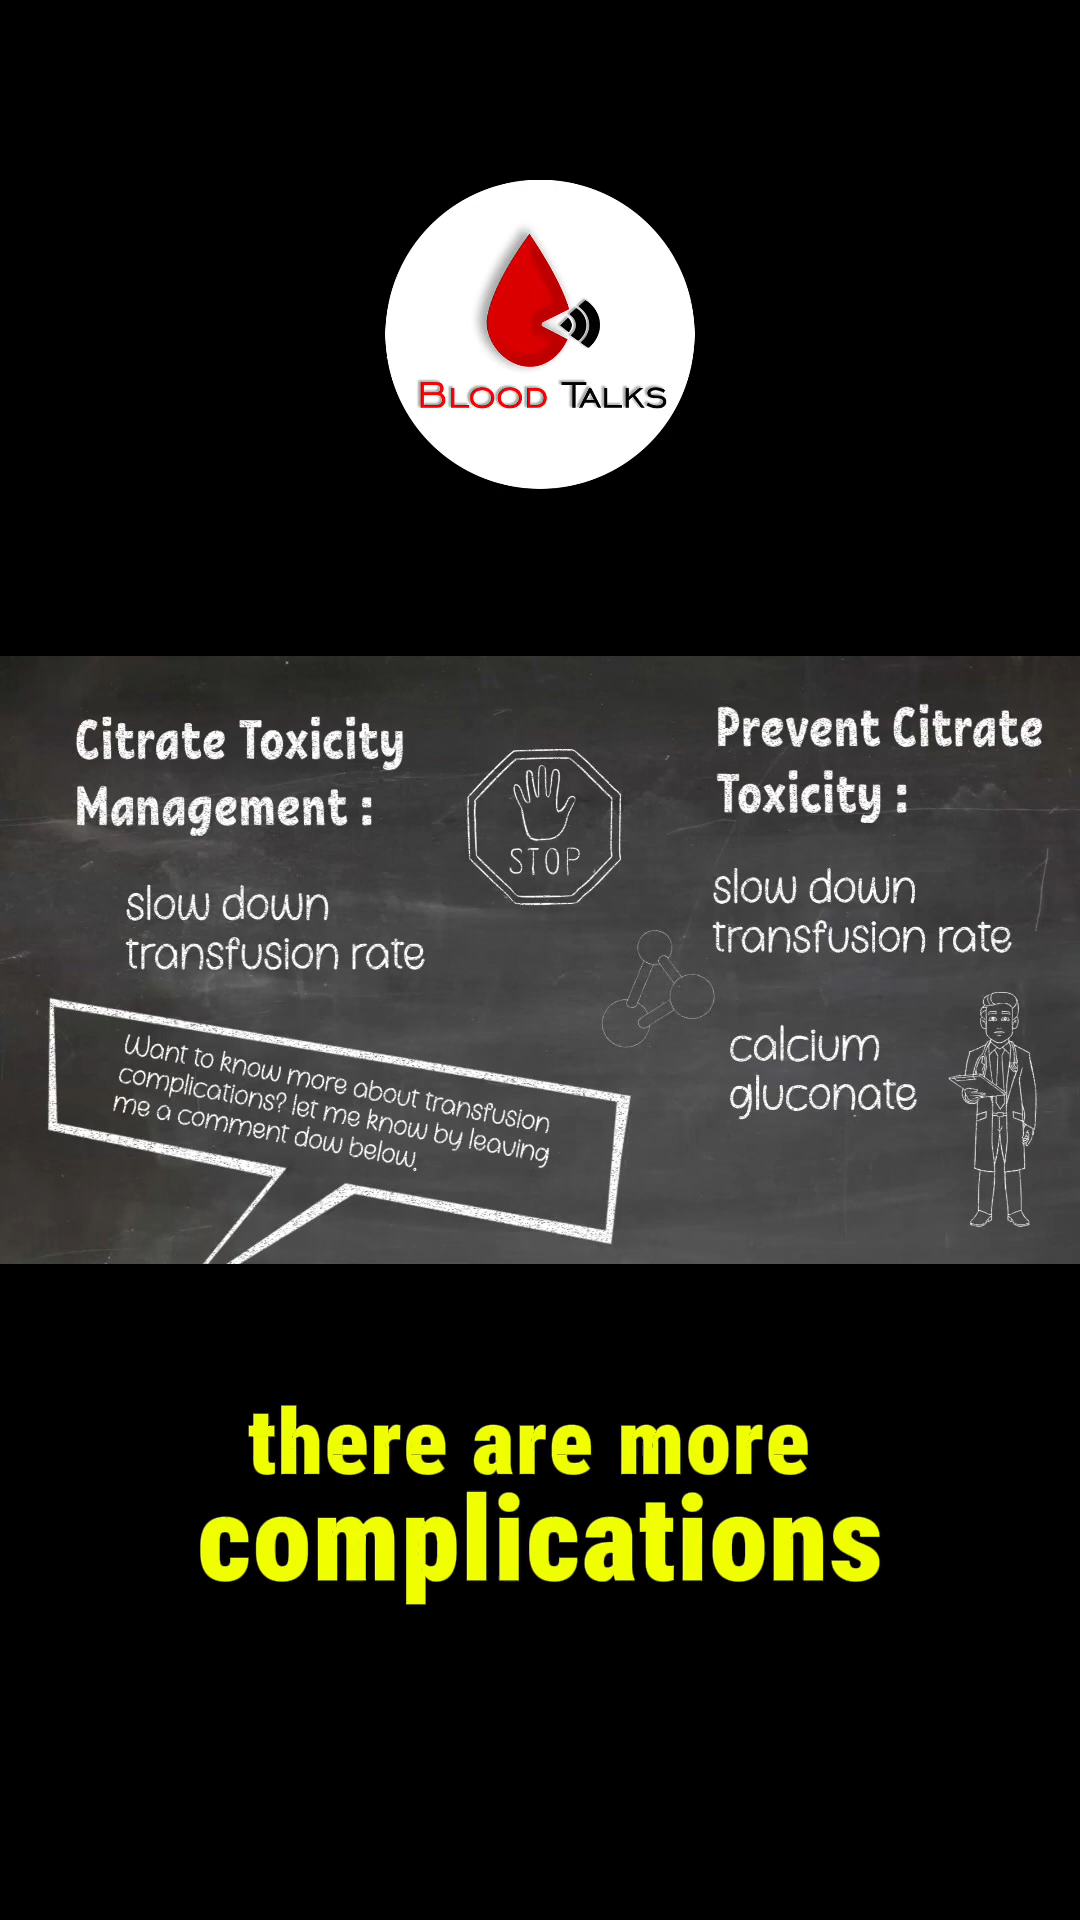 BLOOD TALKS
Citrate Toxicity
Management :
slow down
transfusion rate
STOP
Prevent Citrate
Toxicity :
slow down
transfusion rate
calcium
gluconate
Want to know more about transfusion
complications? let me know by leaving
me a comment dow below.
there are more
complications